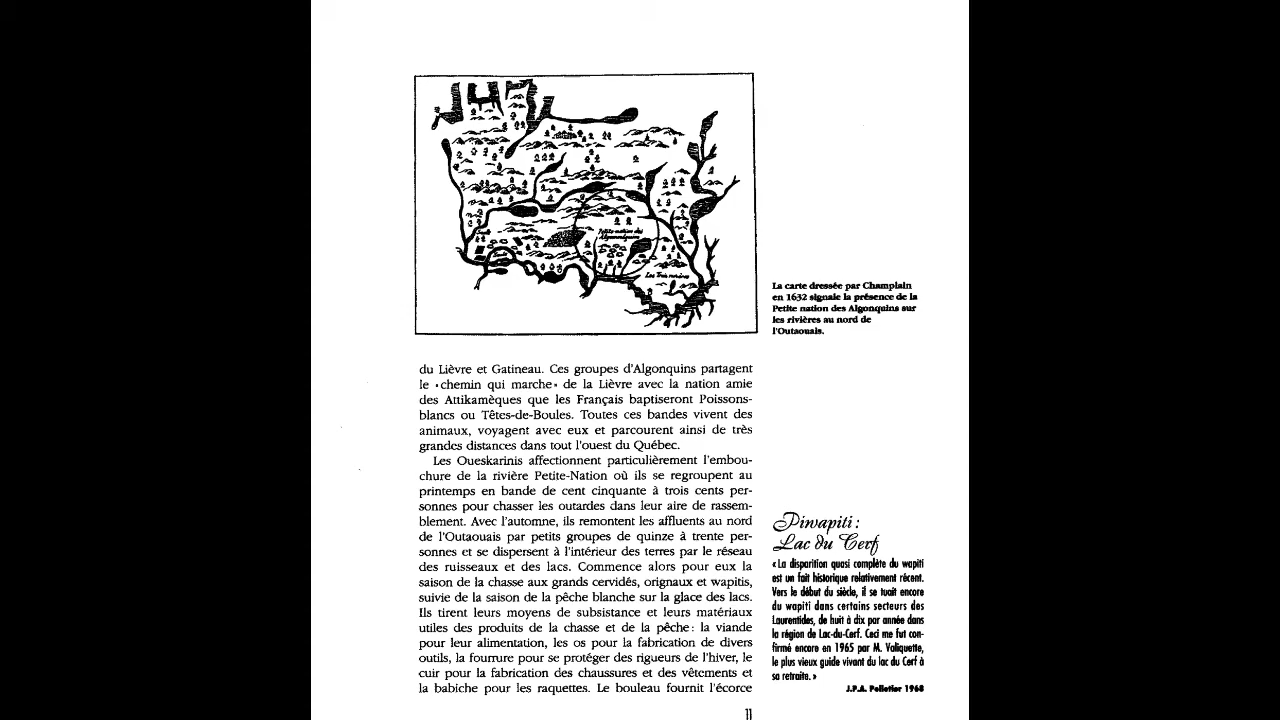 Petite nation des
Algommequins
Les Trois rivières
La carte dressée par Champlain
en 1632 signale la présence de la
Petite nation des Algonquins sur
les rivières au nord de
l'Outaouais.
du Lièvre et Gatineau. Ces groupes d'Algonquins partagent
le «chemin qui marche» de la Lièvre avec la nation amie
des Attikamèques que les Français baptiseront Poissons-
blancs ou Têtes-de-Boules. Toutes ces bandes vivent des
animaux, voyagent avec eux et parcourent ainsi de très
grandes distances dans tout l'ouest du Québec.
Les Oueskarinis affectionnent particulièrement l'embou-
chure de la rivière Petite-Nation où ils se regroupent au
printemps en bande de cent cinquante à trois cents per-
sonnes pour chasser les outardes dans leur aire de rassem-
blement. Avec l'automne, ils remontent les affluents au nord
de l'Outaouais par petits groupes de quinze à trente per-
sonnes et se dispersent à l'intérieur des terres par le réseau
des ruisseaux et des lacs. Commence alors pour eux la
saison de la chasse aux grands cervidés, orignaux et wapitis,
suivie de la saison de la pêche blanche sur la glace des lacs.
Ils tirent leurs moyens de subsistance et leurs matériaux
utiles des produits de la chasse et de la pêche : la viande
pour leur alimentation, les os pour la fabrication de divers
outils, la fourrure pour se protéger des rigueurs de l'hiver, le
cuir pour la fabrication des chaussures et des vêtements et
la babiche pour les raquettes. Le bouleau fournit l'écorce
Piwapiti :
Lac du Cerf
« La disparition quasi complète du wapiti
est un fait historique relativement récent.
Vers le début du siècle, il se tuait encore
du wapiti dans certains secteurs des
Laurentides, de huit à dix par année dans
la région de Lac-du-Cerf. Ceci me fut con-
firmé encore en 1965 par M. Valiquette,
le plus vieux guide vivant du lac du Cerf à
sa retraite. »
J.P.A. Pelletier 1968
11